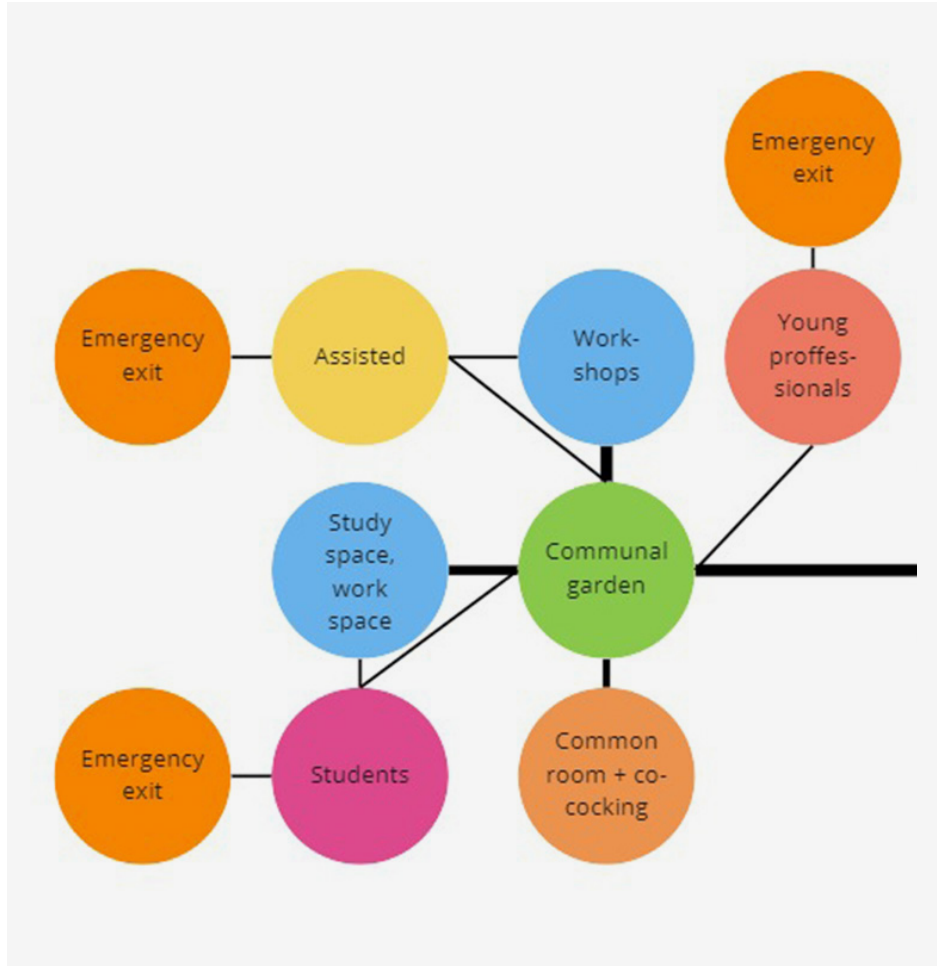 Emergency
exit
Emergency
exit
Assisted
Work-
shops
Young
proffes-
sionals
Study
space,
work
space
Communal
garden
Emergency
exit
Students
Common
room + co-
cocking